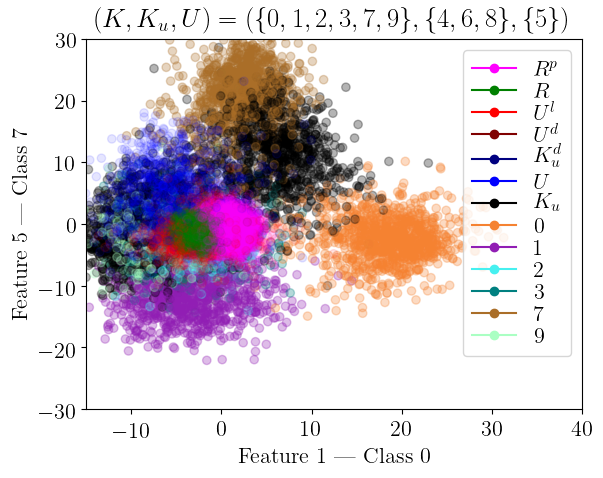 (K, K_u, U) = ({0, 1, 2, 3, 7, 9}, {4, 6, 8}, {5})
30
20
10
0
−10
−20
−30
Feature 5 — Class 7
−10
0
10
20
30
40
Feature 1 — Class 0
R^p
R
U^l
U^d
K_u^d
U
K_u
0
1
2
3
7
9